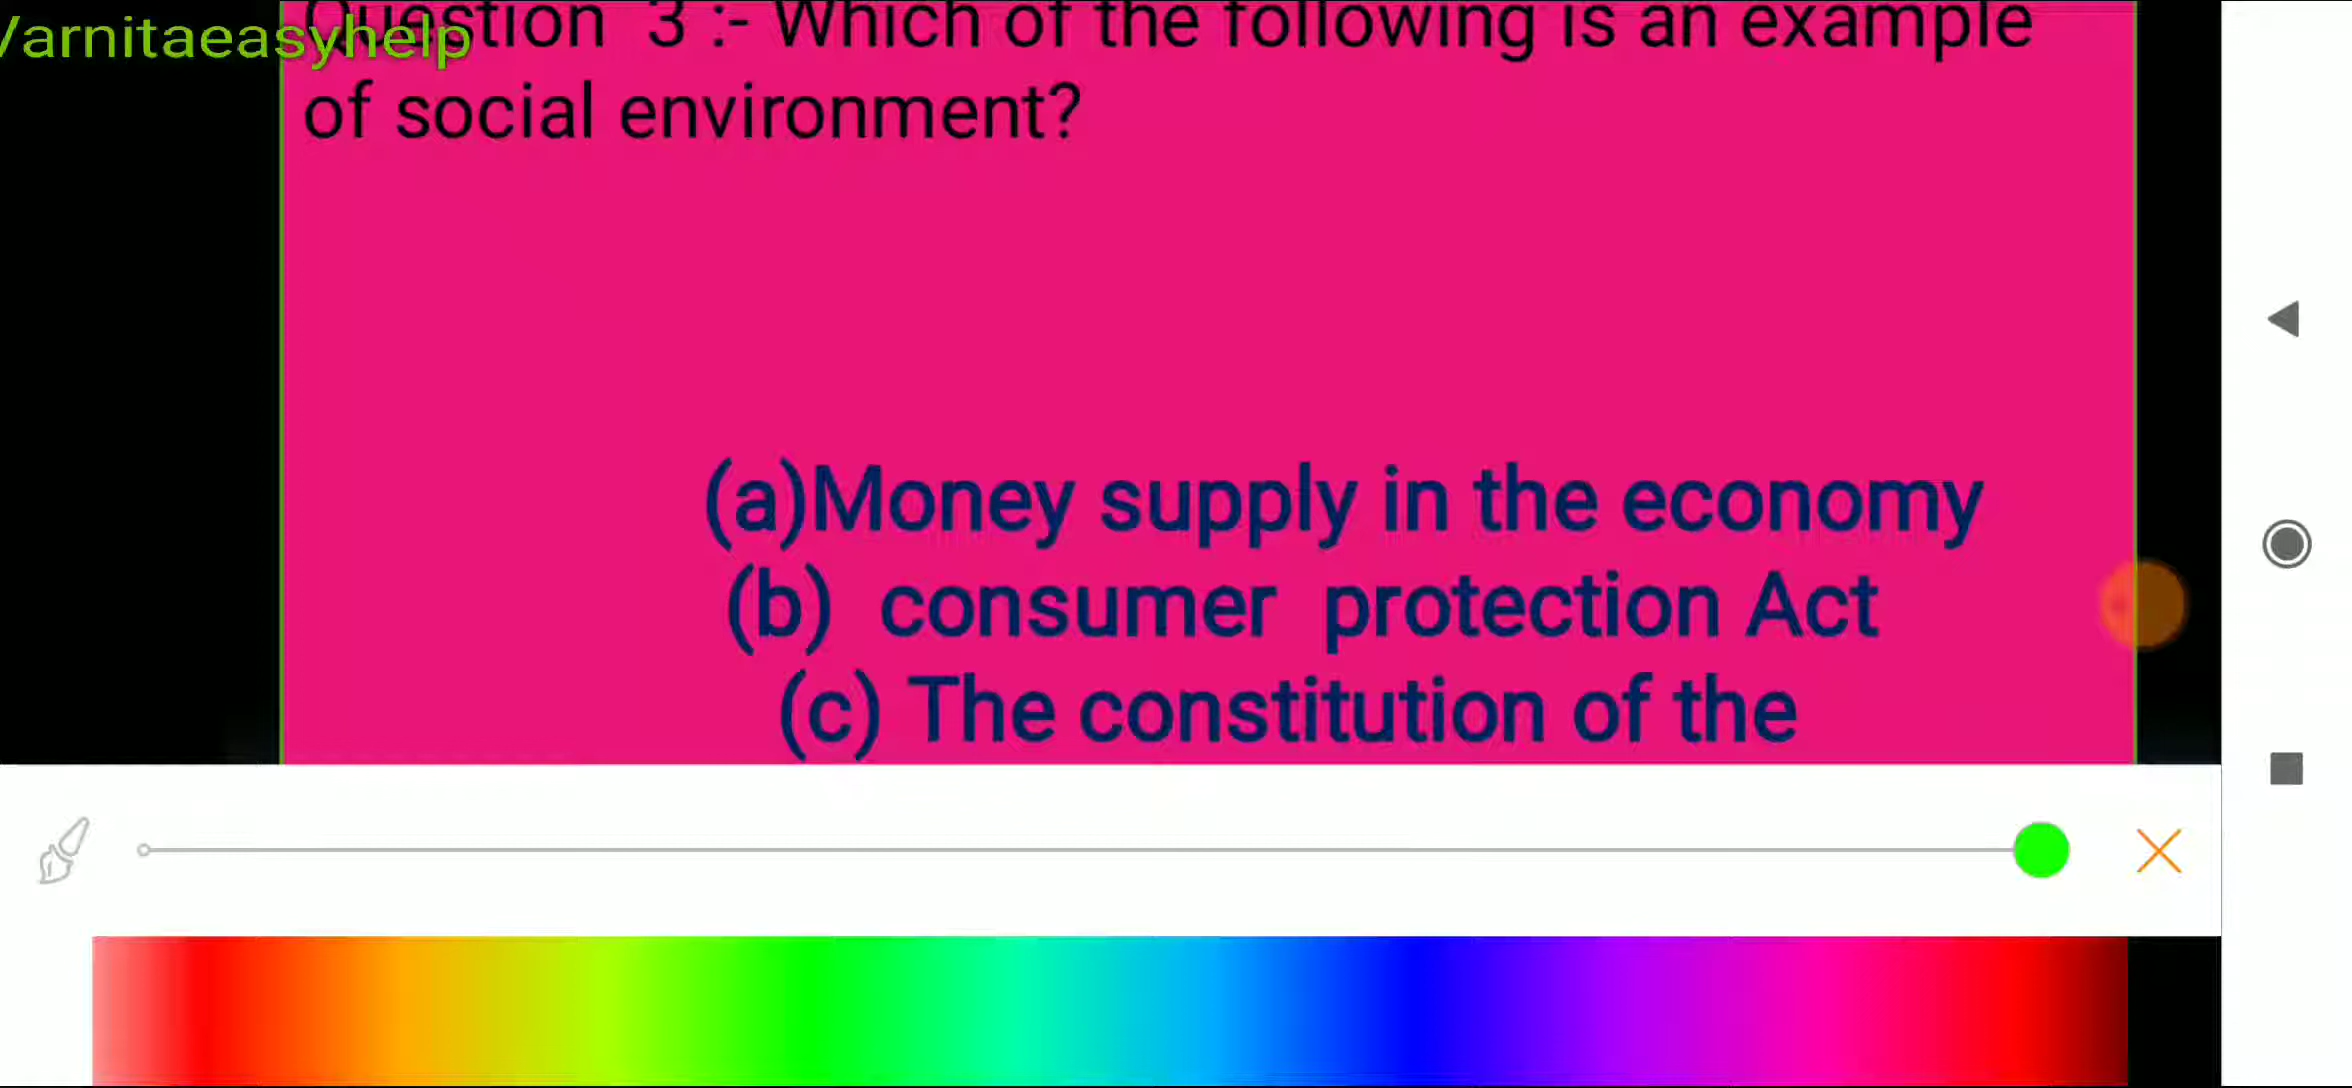 Varnitaeasyhelp
Question 3 :- Which of the following is an example
of social environment?
(a)Money supply in the economy
(b) consumer protection Act
(c) The constitution of the